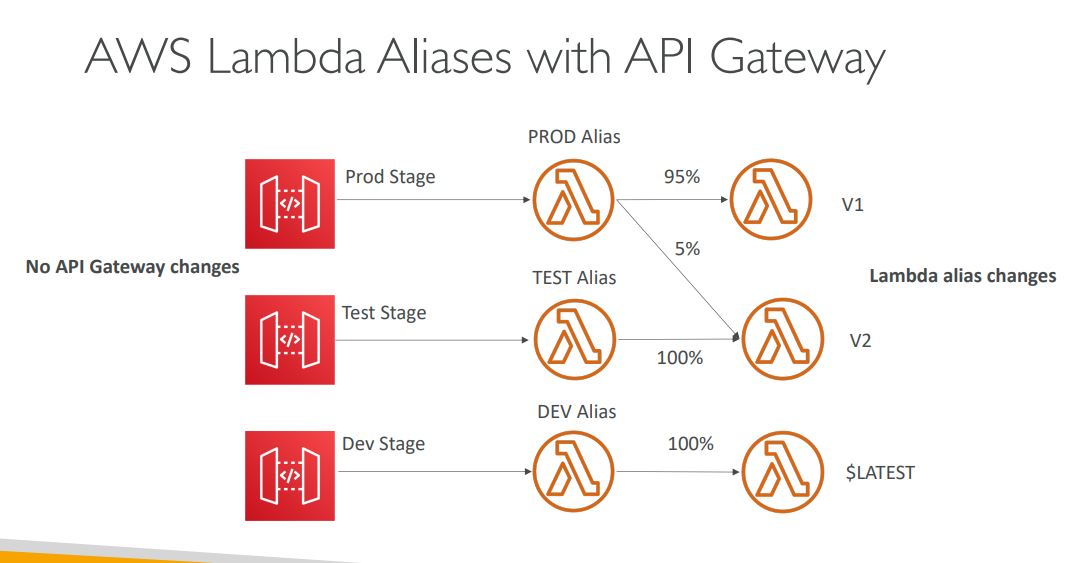 AWS Lambda Aliases with API Gateway
PROD Alias
Prod Stage
95%
V1
5%
No API Gateway changes
Lambda alias changes
TEST Alias
Test Stage
100%
V2
DEV Alias
Dev Stage
100%
$LATEST